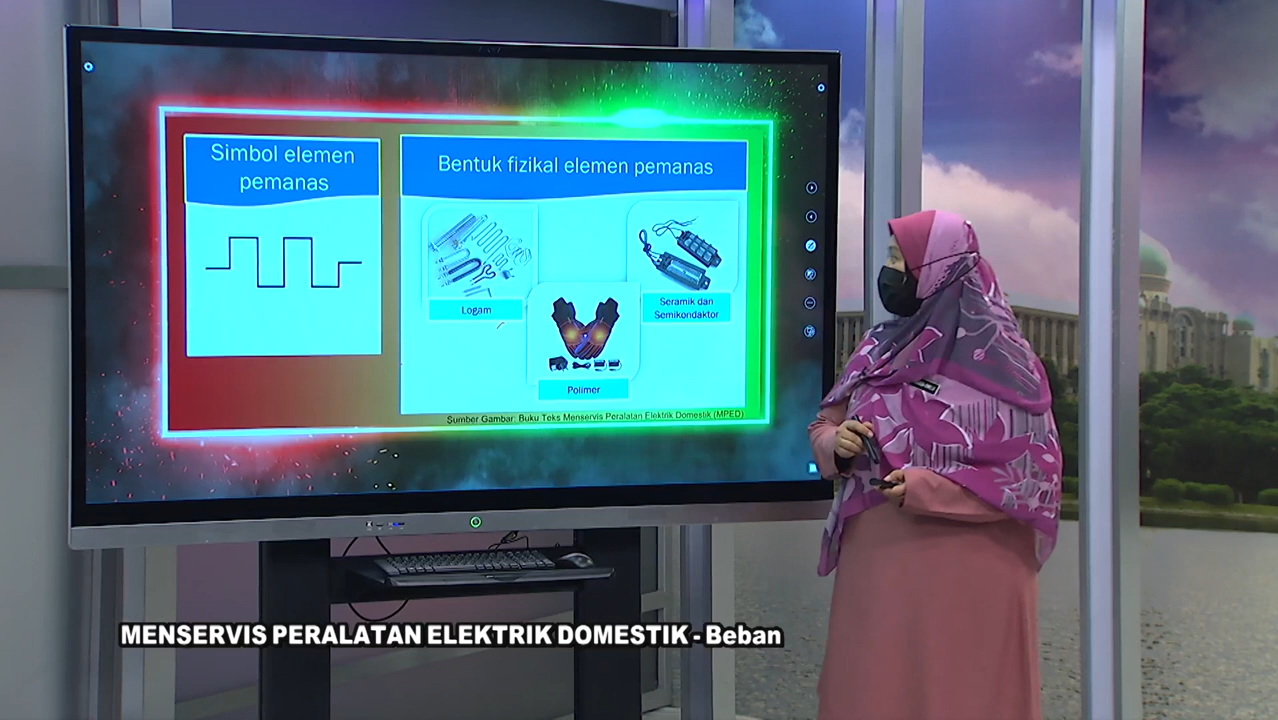 Simbol elemen
pemanas
Bentuk fizikal elemen pemanas
Logam
Seramik dan
Semikondaktor
Polimer
Sumber Gambar: Buku Teks Menservis Peralatan Elektrik Domestik (MPED)
MENSERVIS PERALATAN ELEKTRIK DOMESTIK - Beban